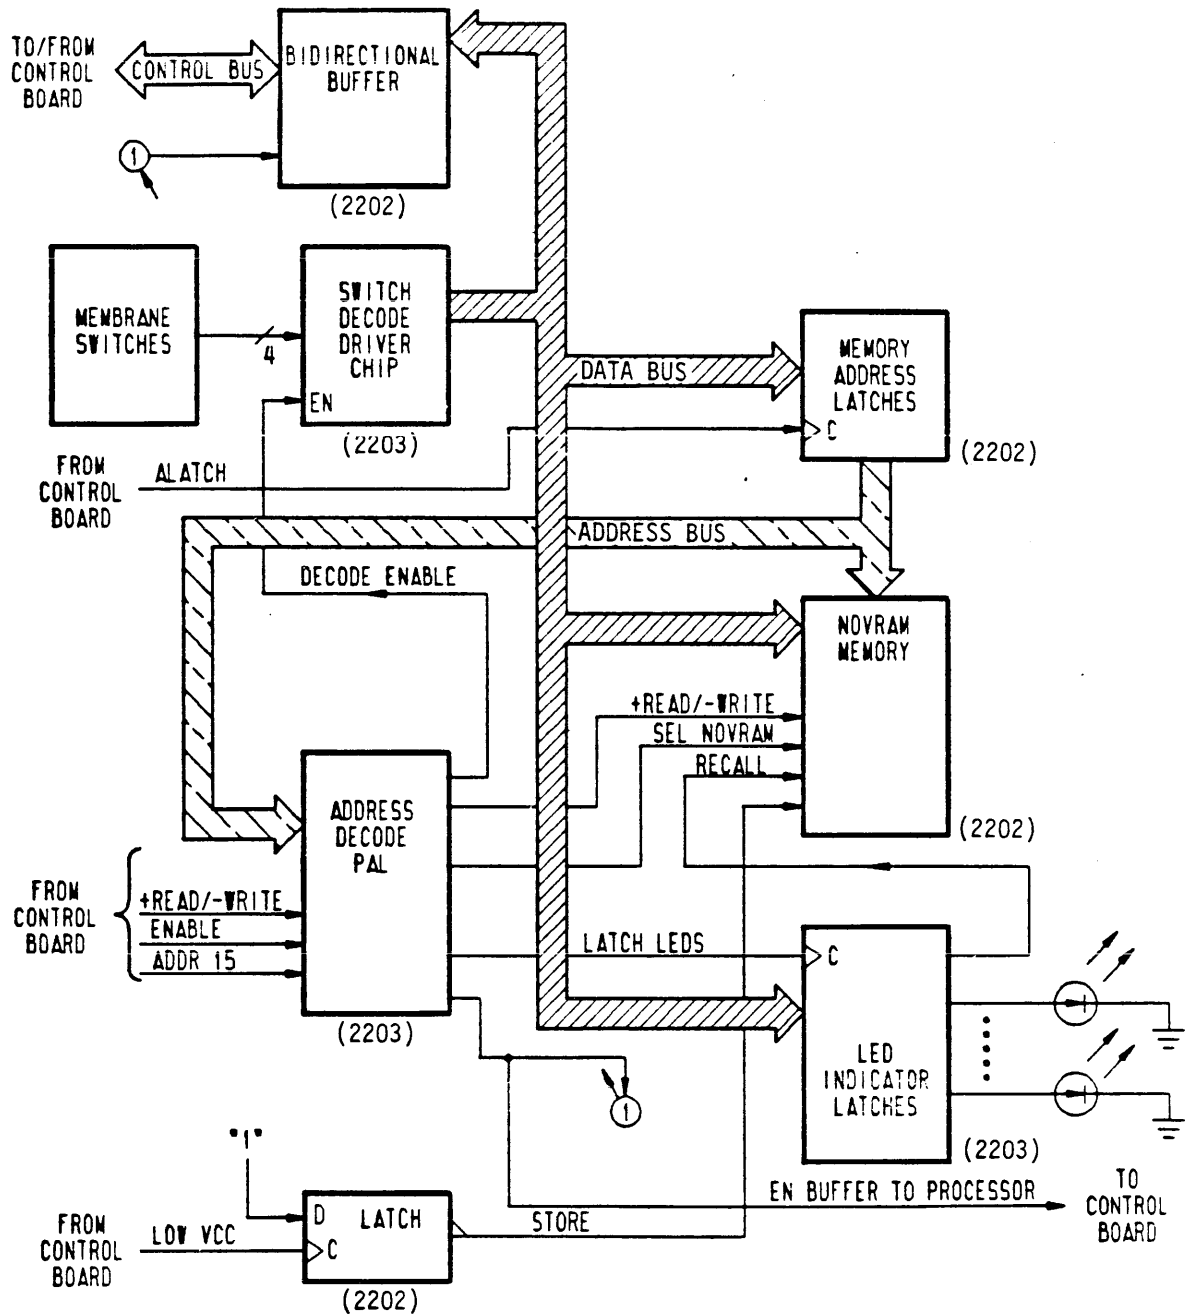 TO/FROM
CONTROL
BOARD
CONTROL BUS
BIDIRECTIONAL
BUFFER
1
(2202)
MEMBRANE
SWITCHES
4
SWITCH
DECODE
DRIVER
CHIP
EN
(2203)
DATA BUS
MEMORY
ADDRESS
LATCHES
C
(2202)
FROM
CONTROL
BOARD
ALATCH
ADDRESS BUS
DECODE ENABLE
NOVRAM
MEMORY
+READ/-WRITE
SEL NOVRAM
RECALL
(2202)
ADDRESS
DECODE
PAL
FROM
CONTROL
BOARD
+READ/-WRITE
ENABLE
ADDR 15
(2203)
LATCH LEDS
C
LED
INDICATOR
LATCHES
(2203)
1
"1"
EN BUFFER TO PROCESSOR
TO
CONTROL
BOARD
FROM
CONTROL
BOARD
LOW VCC
D
LATCH
C
STORE
(2202)